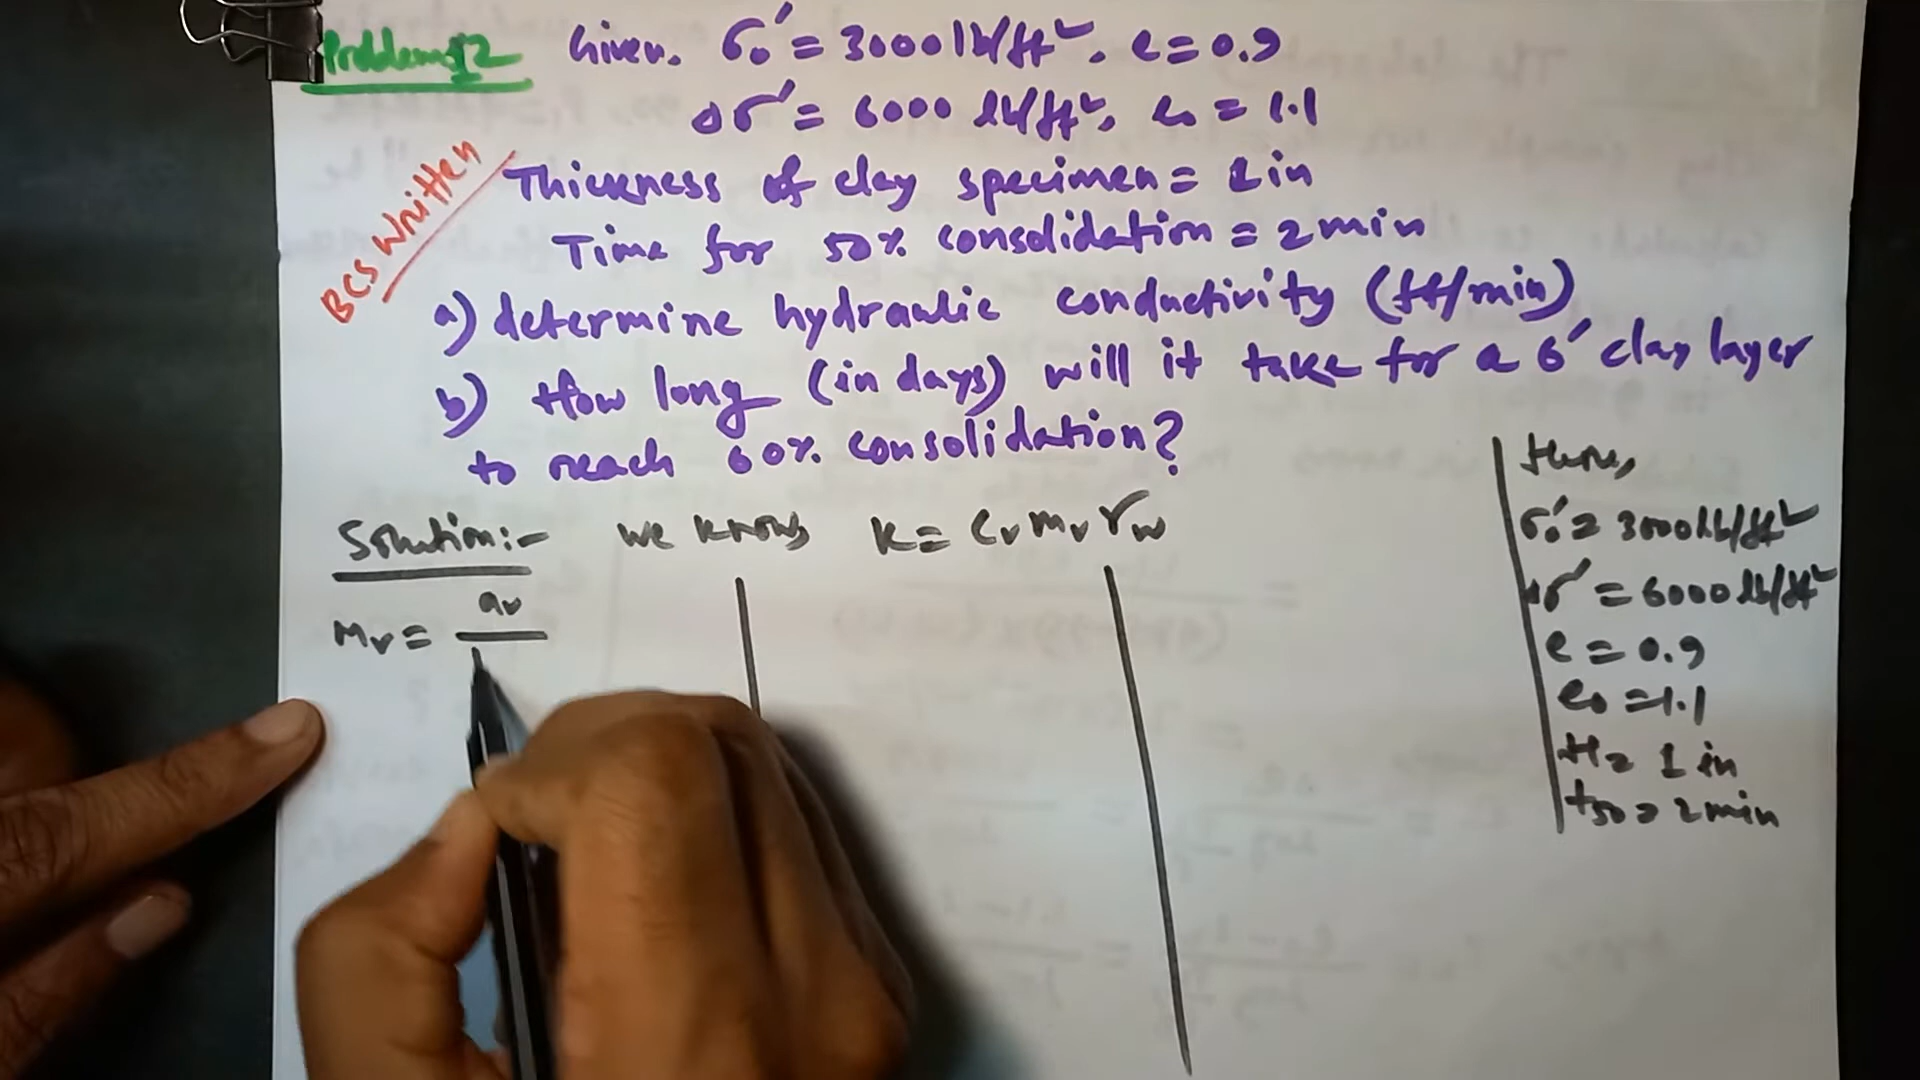 Problem 12 Given. σ₀' = 3000 lb/ft², e = 0.9
Δσ' = 6000 lb/ft², e₀ = 1.1
BCS Written
Thickness of clay specimen = 1 in
Time for 50% consolidation = 2 min
a) determine hydraulic conductivity (ft/min)
b) How long (in days) will it take for a 6' clay layer
to reach 60% consolidation?
Solution:- we know, K = Cv mv γw
mv = av
Here,
σ₀' = 3000 lb/ft²
Δσ' = 6000 lb/ft²
e = 0.9
e₀ = 1.1
H = 1 in
t50 = 2 min